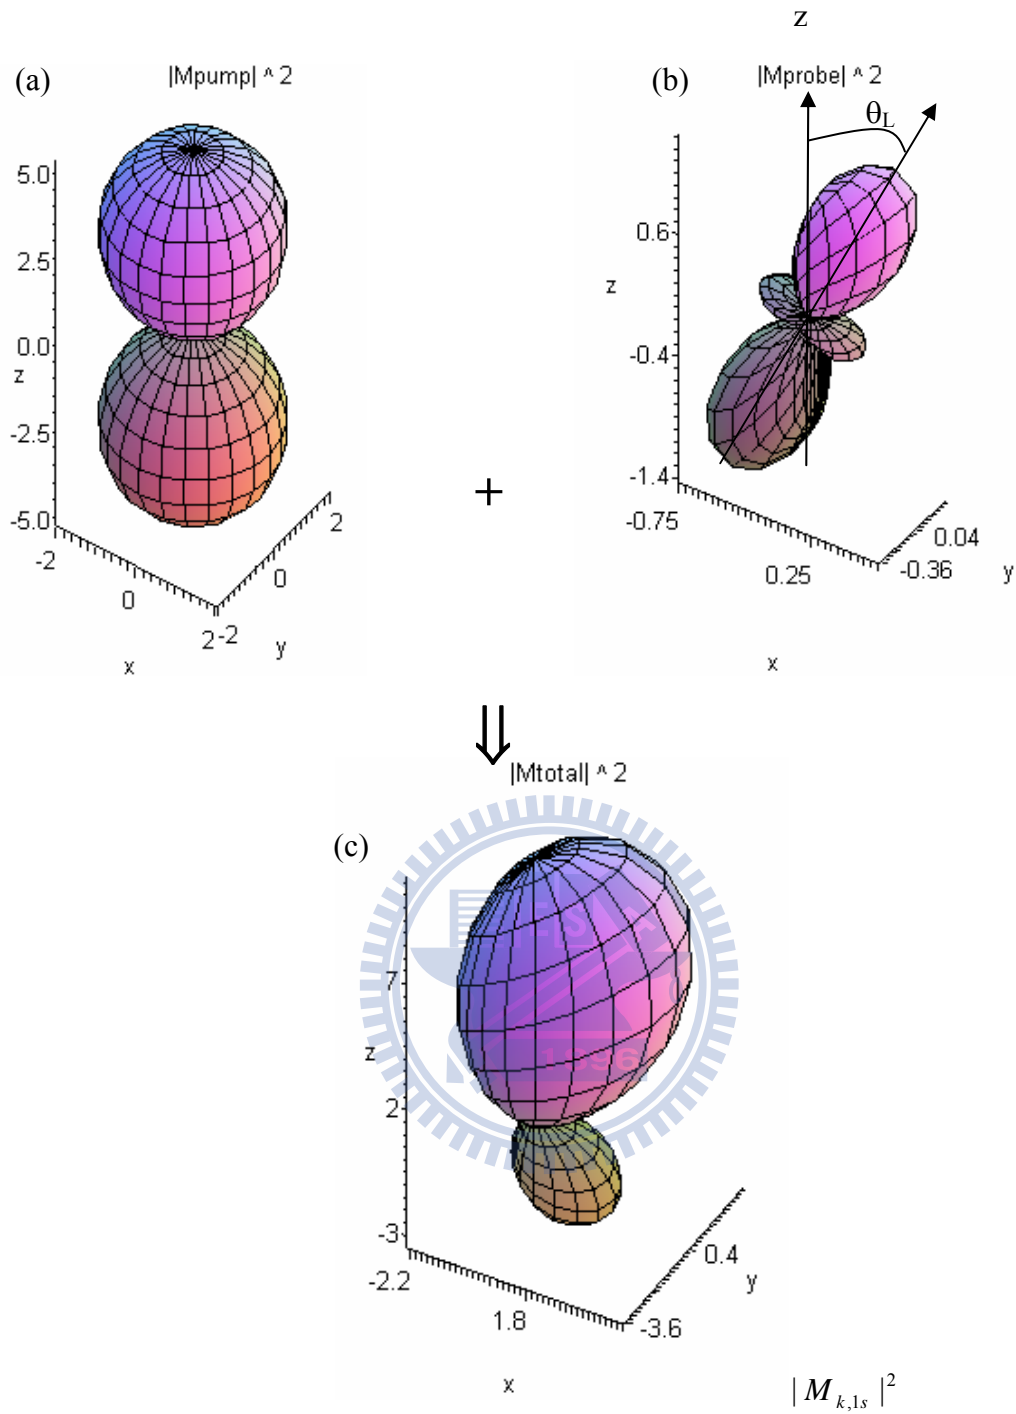 z
(a)
|Mpump| ^ 2
5.0
2.5
0.0
z
-2.5
-5.0
-2
0
2
x
-2
0
2
y
+
(b)
|Mprobe| ^ 2
θL
0.6
z
-0.4
-1.4
-0.75
0.25
x
-0.36
0.04
y
⇓
|Mtotal| ^ 2
(c)
7
z
2
-3
-2.2
1.8
x
-3.6
0.4
y
E S
1896
| M k,1s |²